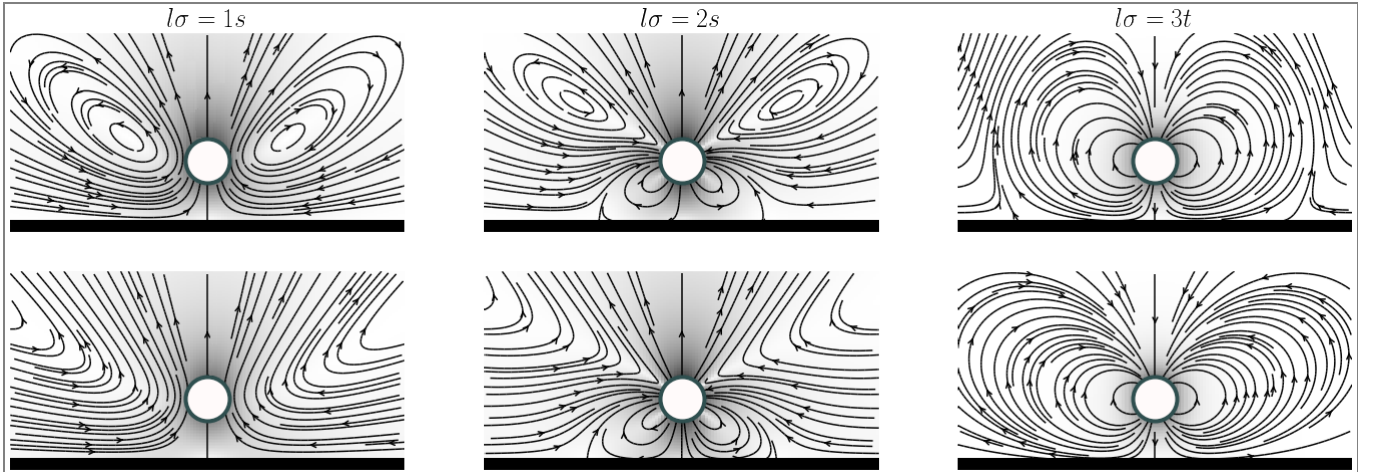 lσ = 1s
lσ = 2s
lσ = 3t